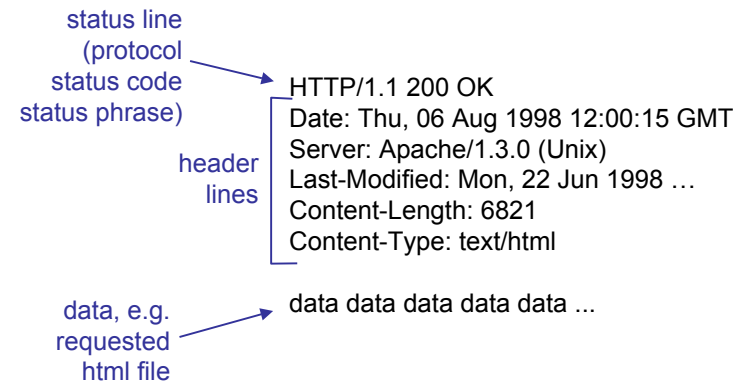 status line
(protocol
status code
status phrase)
HTTP/1.1 200 OK
Date: Thu, 06 Aug 1998 12:00:15 GMT
Server: Apache/1.3.0 (Unix)
Last-Modified: Mon, 22 Jun 1998 …
Content-Length: 6821
Content-Type: text/html
header
lines
data data data data data ...
data, e.g.
requested
html file